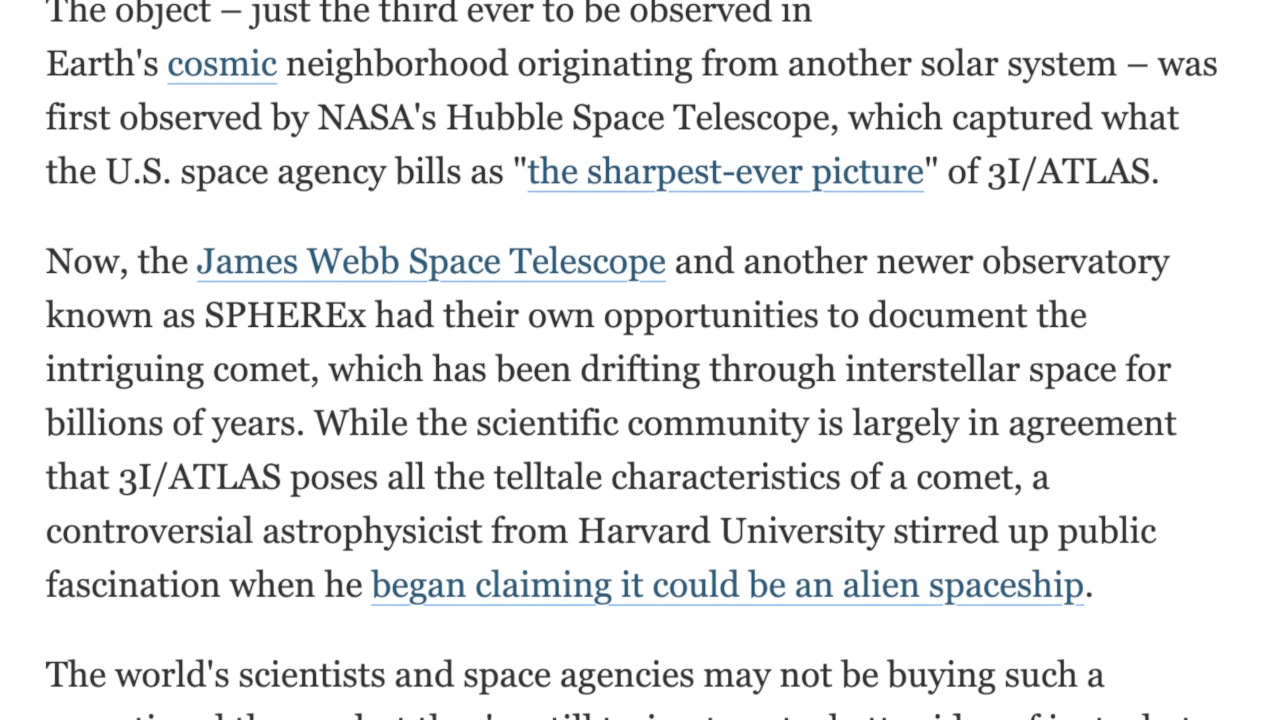 The object – just the third ever to be observed in
Earth's cosmic neighborhood originating from another solar system – was
first observed by NASA's Hubble Space Telescope, which captured what
the U.S. space agency bills as "the sharpest-ever picture" of 3I/ATLAS.
Now, the James Webb Space Telescope and another newer observatory
known as SPHEREx had their own opportunities to document the
intriguing comet, which has been drifting through interstellar space for
billions of years. While the scientific community is largely in agreement
that 3I/ATLAS poses all the telltale characteristics of a comet, a
controversial astrophysicist from Harvard University stirred up public
fascination when he began claiming it could be an alien spaceship.
The world's scientists and space agencies may not be buying such a